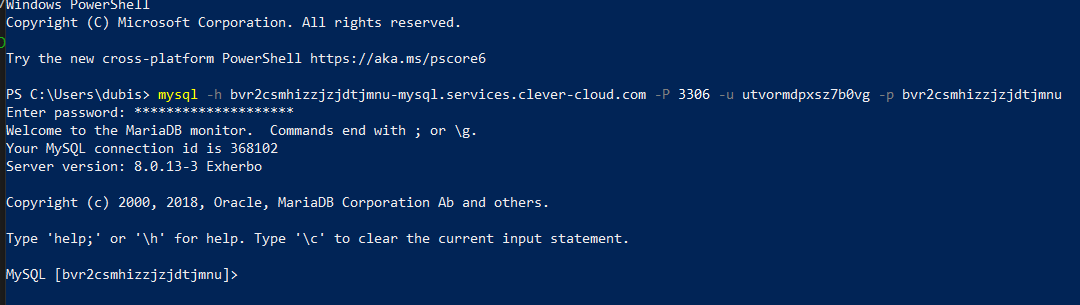 Windows PowerShell
Copyright (C) Microsoft Corporation. All rights reserved.
Try the new cross-platform PowerShell https://aka.ms/pscore6
PS C:\Users\dubis> mysql -h bvr2csmhizzjzjdtjmnu-mysql.services.clever-cloud.com -P 3306 -u utvormdpxsz7b0vg -p bvr2csmhizzjzjdtjmnu
Enter password: ********************
Welcome to the MariaDB monitor.  Commands end with ; or \g.
Your MySQL connection id is 368102
Server version: 8.0.13-3 Exherbo
Copyright (c) 2000, 2018, Oracle, MariaDB Corporation Ab and others.
Type 'help;' or '\h' for help. Type '\c' to clear the current input statement.
MySQL [bvr2csmhizzjzjdtjmnu]>